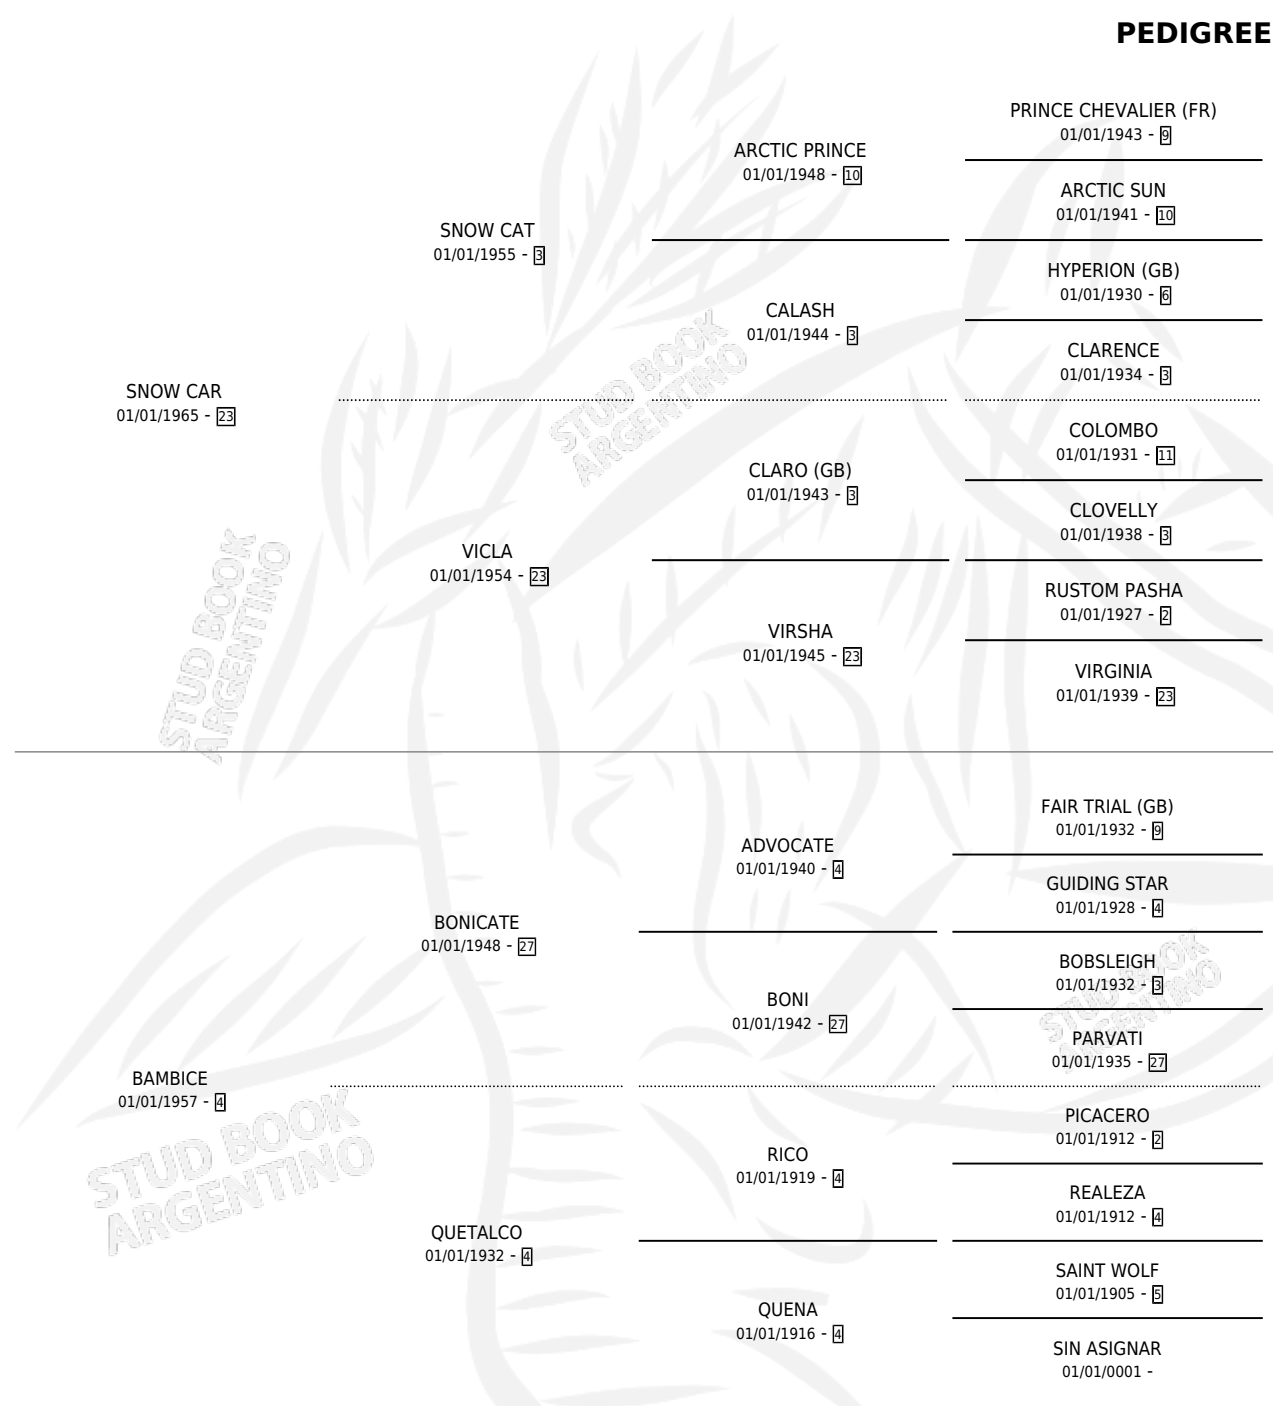 PEDIGREE
PRINCE CHEVALIER (FR)
01/01/1943 - 9
ARCTIC PRINCE
01/01/1948 - 10
ARCTIC SUN
01/01/1941 - 10
SNOW CAT
01/01/1955 - 3
HYPERION (GB)
01/01/1930 - 6
CALASH
01/01/1944 - 3
CLARENCE
01/01/1934 - 3
SNOW CAR
01/01/1965 - 23
COLOMBO
01/01/1931 - 11
CLARO (GB)
01/01/1943 - 3
CLOVELLY
01/01/1938 - 3
VICLA
01/01/1954 - 23
RUSTOM PASHA
01/01/1927 - 2
VIRSHA
01/01/1945 - 23
VIRGINIA
01/01/1939 - 23
FAIR TRIAL (GB)
01/01/1932 - 9
ADVOCATE
01/01/1940 - 4
GUIDING STAR
01/01/1928 - 4
BONICATE
01/01/1948 - 27
BOBSLEIGH
01/01/1932 - 3
BONI
01/01/1942 - 27
PARVATI
01/01/1935 - 27
BAMBICE
01/01/1957 - 4
PICACERO
01/01/1912 - 2
RICO
01/01/1919 - 4
REALEZA
01/01/1912 - 4
QUETALCO
01/01/1932 - 4
SAINT WOLF
01/01/1905 - 5
QUENA
01/01/1916 - 4
SIN ASIGNAR
01/01/0001 -
STUD BOOK
ARGENTINO
STUD BOOK
ARGENTINO
STUD BOOK
ARGENTINO
STUD BOOK
ARGENTINO